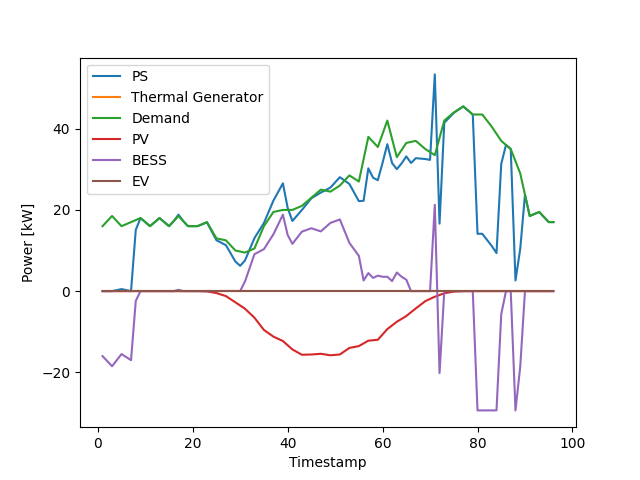 PS
Thermal Generator
Demand
PV
BESS
EV
Power [kW]
40
20
0
−20
0 20 40 60 80 100
Timestamp